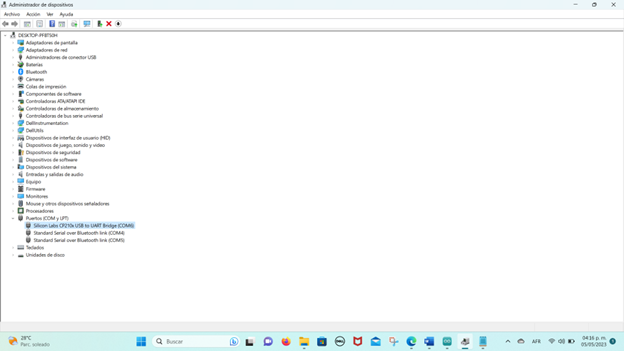 Administrador de dispositivos
Archivo Acción Ver Ayuda
DESKTOP-PFBTS0H
Adaptadores de pantalla
Adaptadores de red
Administradores de conector USB
Baterías
Bluetooth
Cámaras
Colas de impresión
Componentes de software
Controladoras ATA/ATAPI IDE
Controladoras de almacenamiento
Controladoras de bus serie universal
DellInstrumentation
DellUtils
Dispositivos de interfaz de usuario (HID)
Dispositivos de juego, sonido y video
Dispositivos de seguridad
Dispositivos de software
Dispositivos del sistema
Entradas y salidas de audio
Equipo
Firmware
Monitores
Mouse y otros dispositivos señaladores
Procesadores
Puertos (COM y LPT)
Silicon Labs CP210x USB to UART Bridge (COM6)
Standard Serial over Bluetooth link (COM4)
Standard Serial over Bluetooth link (COM5)
Teclados
Unidades de disco
28°C
Parc. soleado
Buscar
AFR
04:16 p. m.
05/05/2023